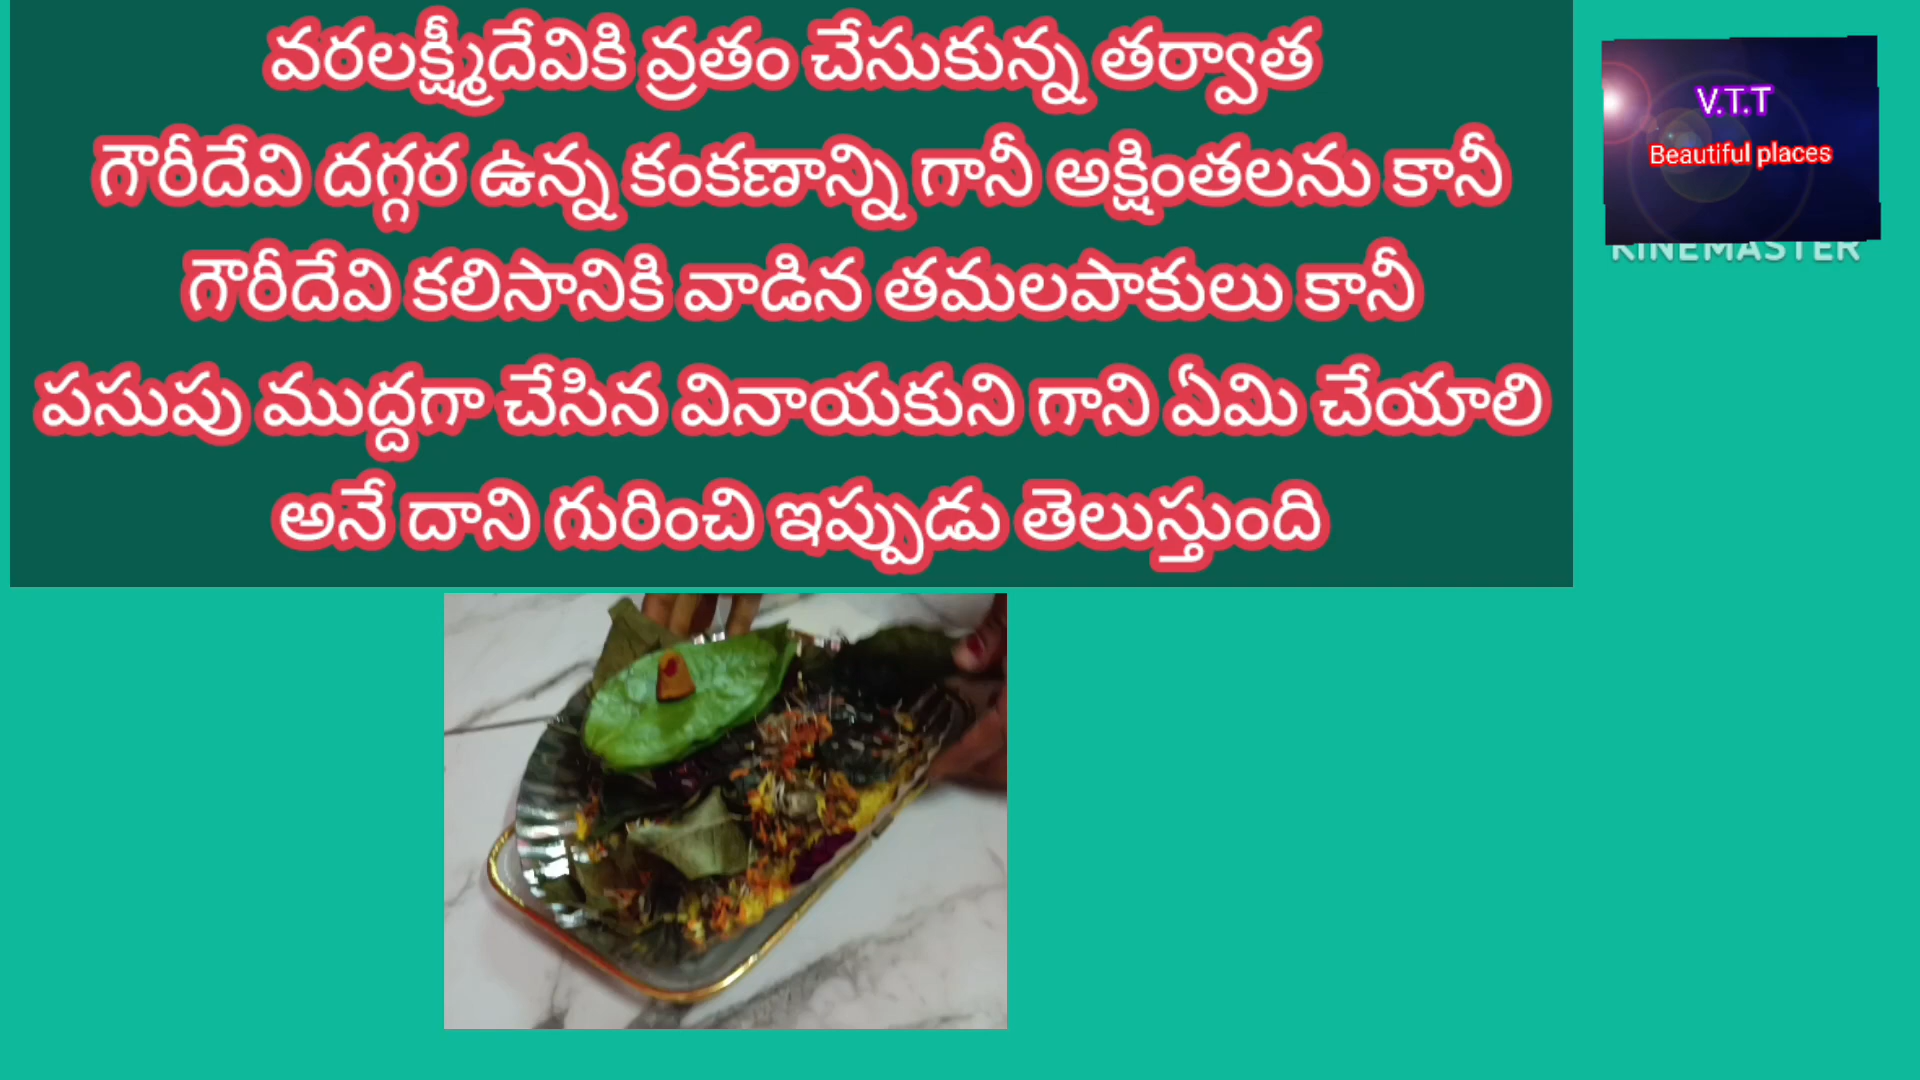 వరలక్ష్మీదేవికి వ్రతం చేసుకున్న తర్వాత
గౌరీదేవి దగ్గర ఉన్న కంకణాన్ని గానీ అక్షింతలను కానీ
గౌరీదేవి కలిసానికి వాడిన తమలపాకులు కానీ
పసుపు ముద్దగా చేసిన వినాయకుని గాని ఏమి చేయాలి
అనే దాని గురించి ఇప్పుడు తెలుస్తుంది
V.T.T
Beautiful places
KINEMASTER